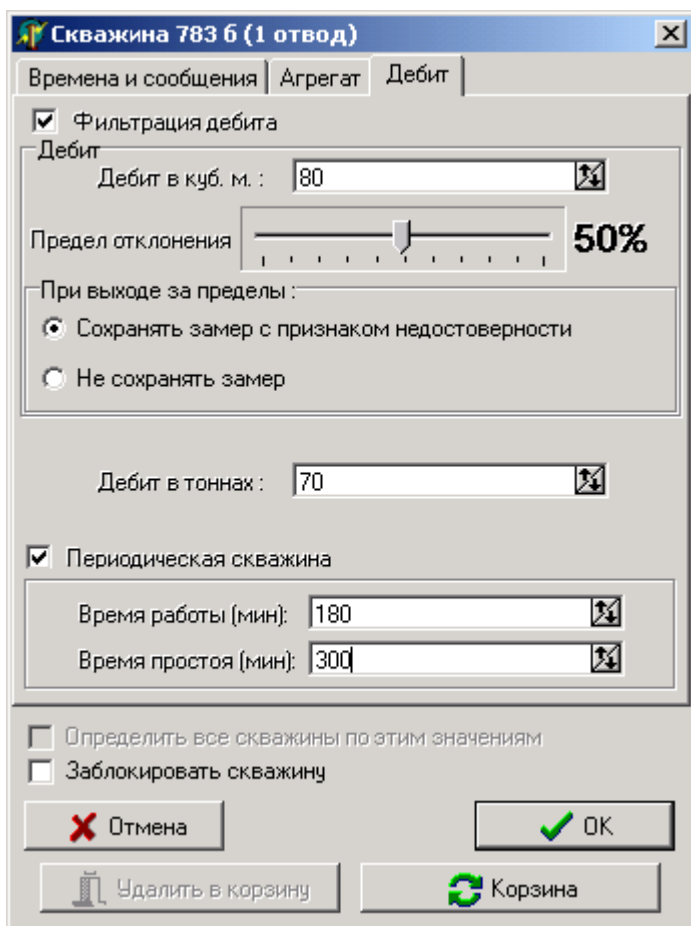 Скважина 783 б (1 отвод)
Времена и сообщения Агрегат Дебит
Фильтрация дебита
Дебит
Дебит в куб. м. : 80
Предел отклонения 50%
При выходе за пределы :
Сохранять замер с признаком недостоверности
Не сохранять замер
Дебит в тоннах : 70
Периодическая скважина
Время работы (мин): 180
Время простоя (мин): 300
Определить все скважины по этим значениям
Заблокировать скважину
Отмена OK
Удалить в корзину Корзина